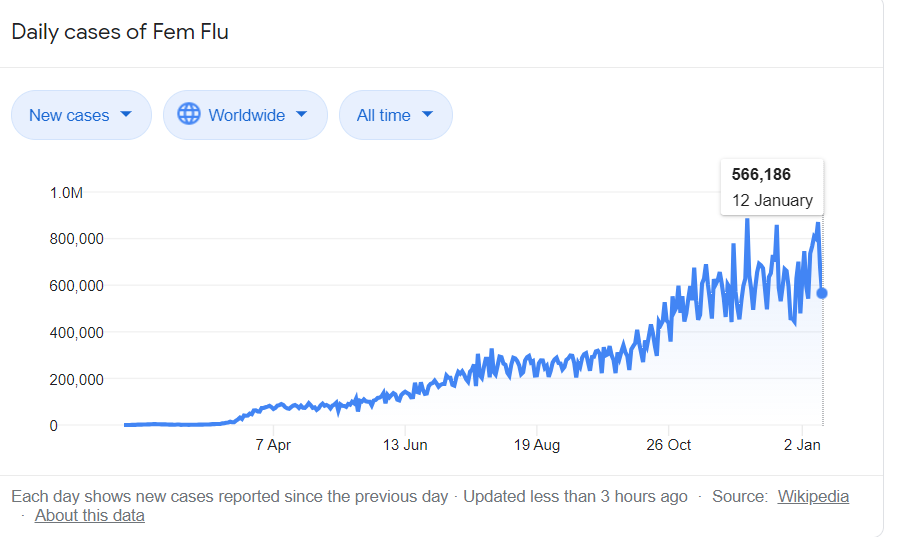 Daily cases of Fem Flu
New cases
Worldwide
All time
566,186
12 January
1.0M
800,000
600,000
400,000
200,000
0
7 Apr
13 Jun
19 Aug
26 Oct
2 Jan
Each day shows new cases reported since the previous day · Updated less than 3 hours ago · Source: Wikipedia
· About this data